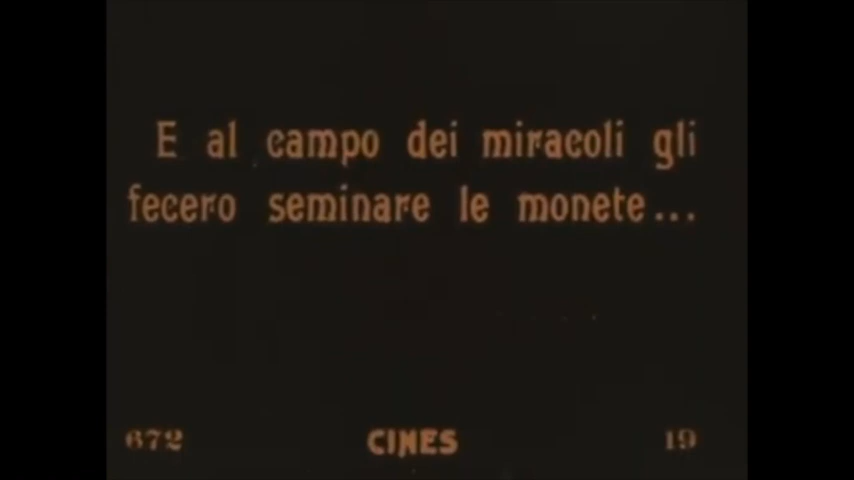 E al campo dei miracoli gli
fecero seminare le monete...
672 CINES 19